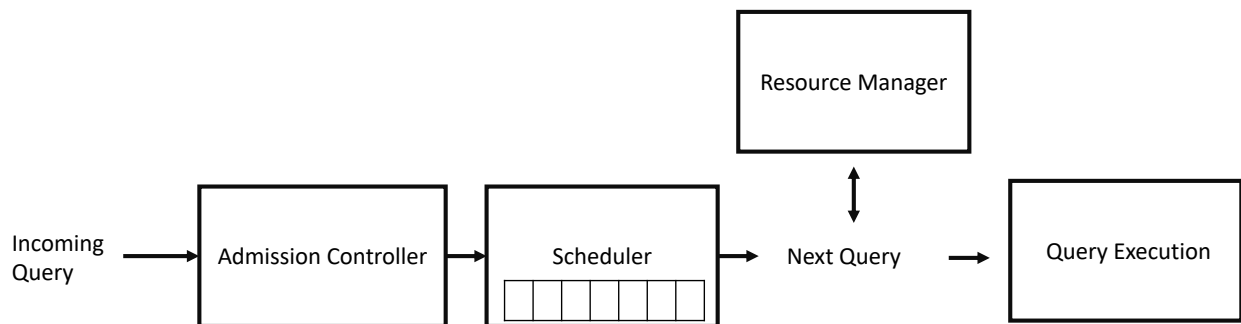 Resource Manager
Incoming
Query
Admission Controller
Scheduler
Next Query
Query Execution